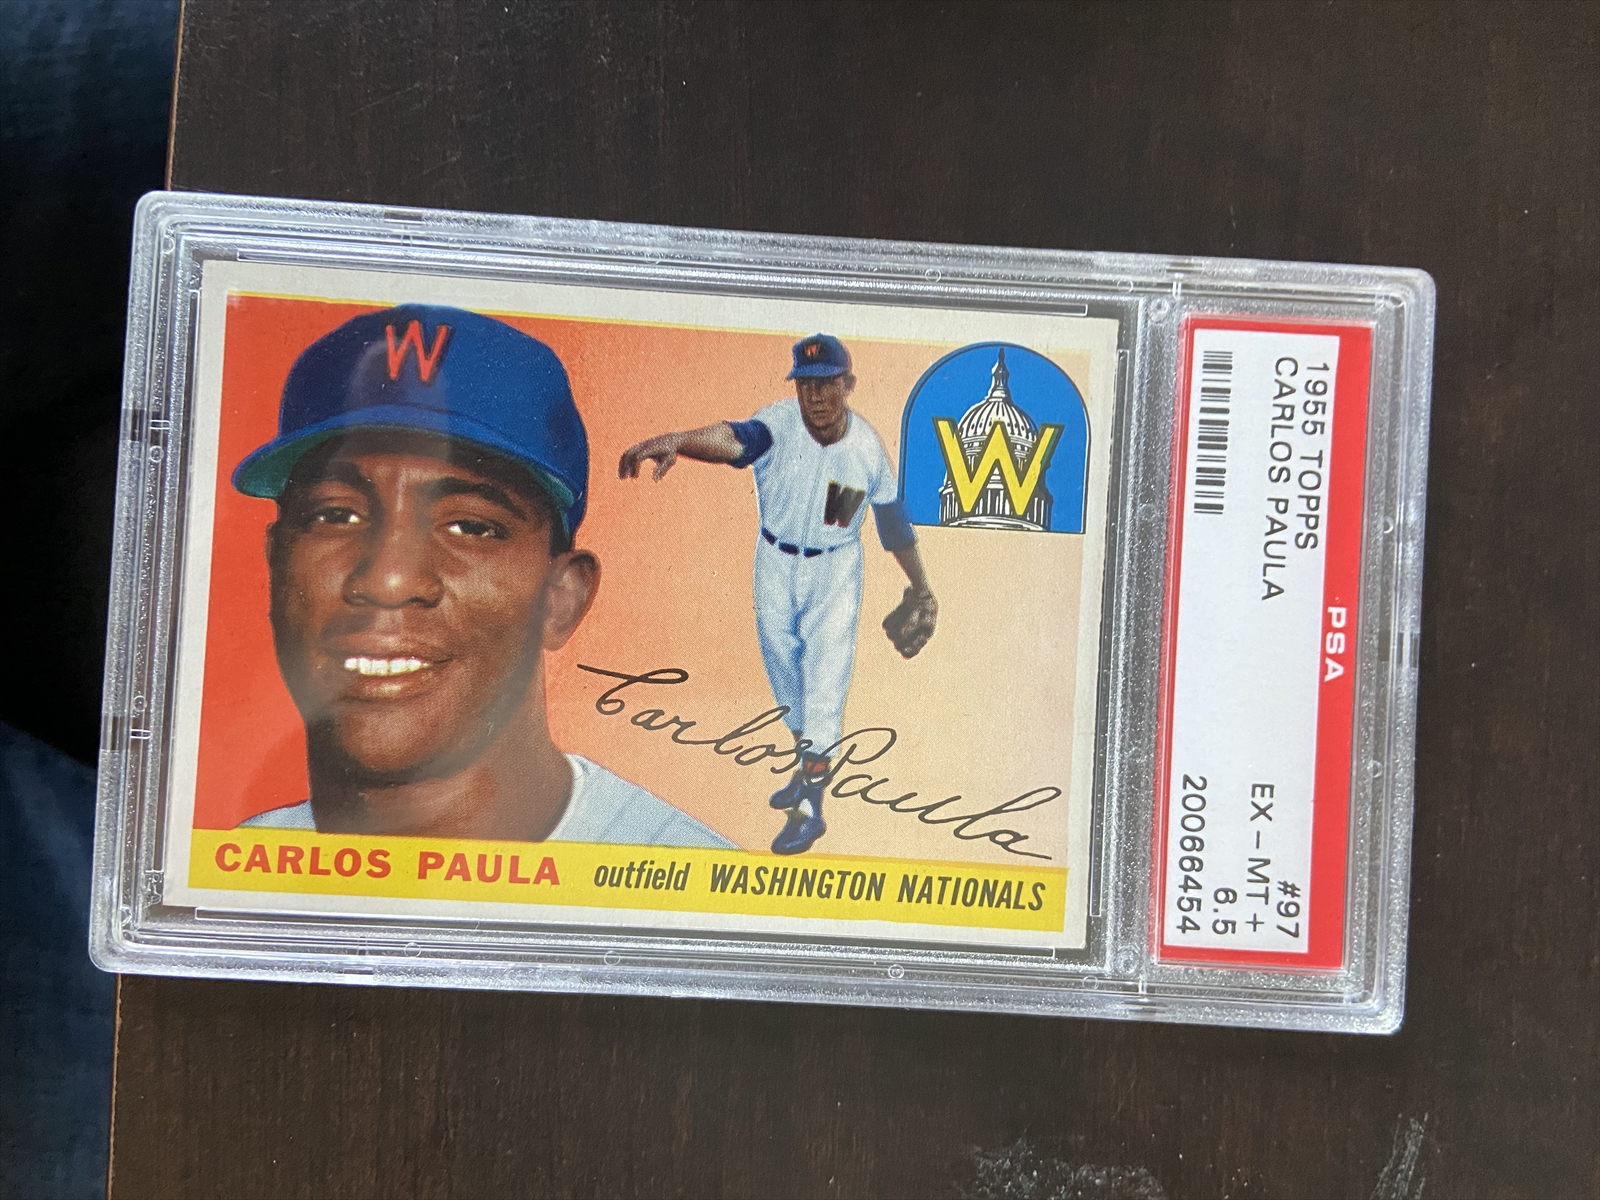 W
W
W
W
Carlos Paula
CARLOS PAULA outfield WASHINGTON NATIONALS
PSA
1955 TOPPS #97
CARLOS PAULA EX - MT +
6.5
20066454